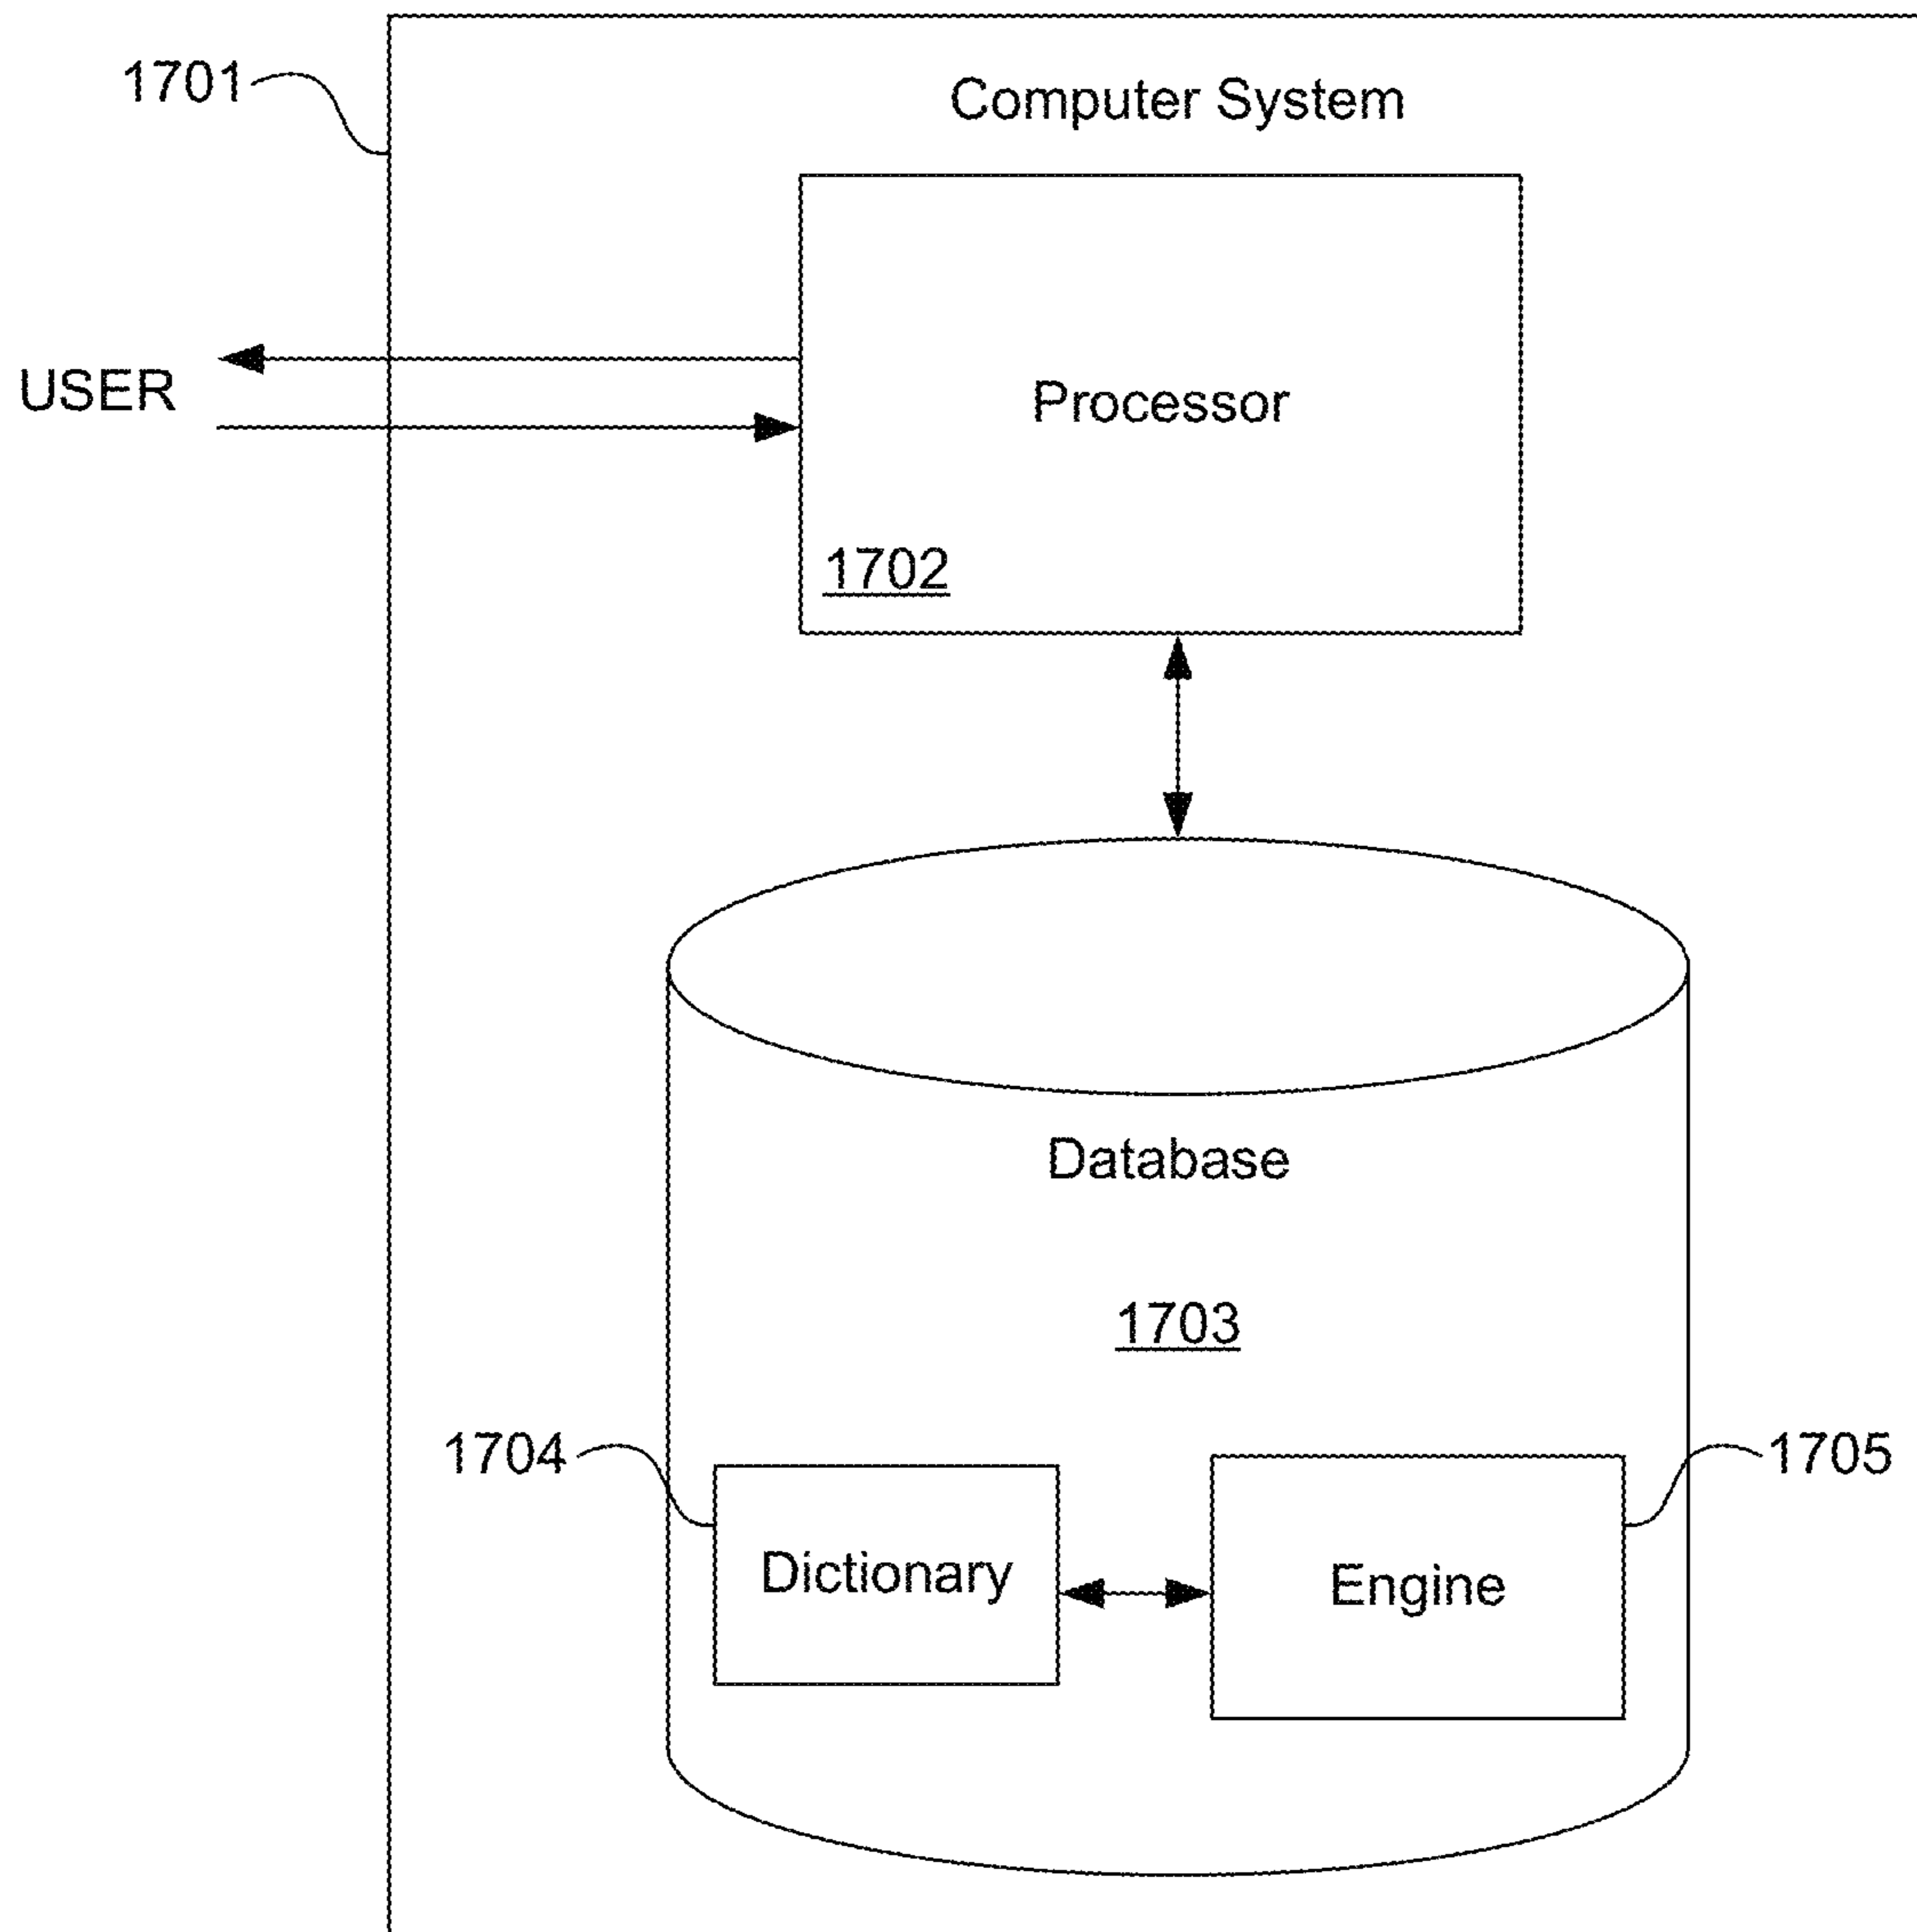 1701
Computer System
USER
Processor
1702
Database
1703
1704
1705
Dictionary
Engine